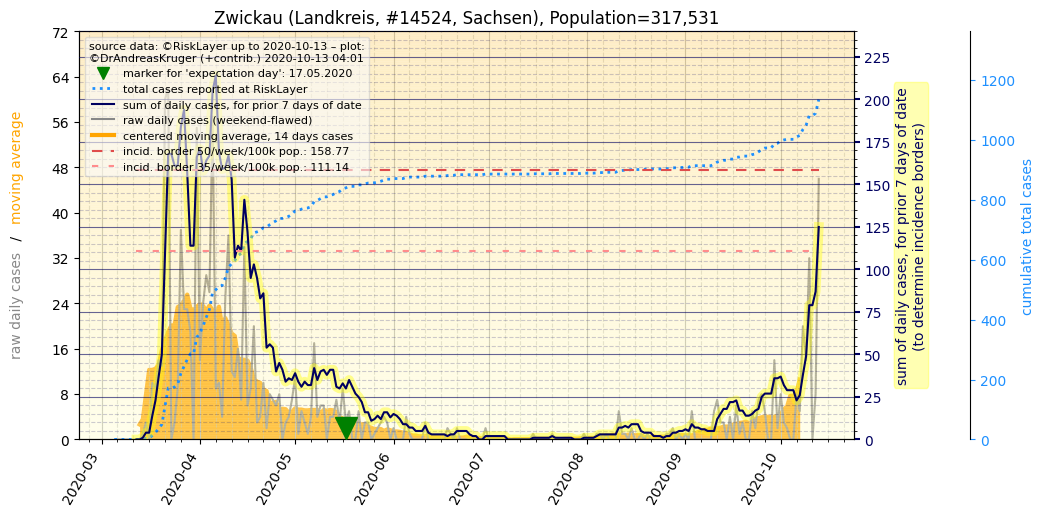 Zwickau (Landkreis, #14524, Sachsen), Population=317,531
source data: ©RiskLayer up to 2020-10-13 – plot:
©DrAndreasKruger (+contrib.) 2020-10-13 04:01
marker for 'expectation day': 17.05.2020
total cases reported at RiskLayer
sum of daily cases, for prior 7 days of date
raw daily cases (weekend-flawed)
centered moving average, 14 days cases
incid. border 50/week/100k pop.: 158.77
incid. border 35/week/100k pop.: 111.14
raw daily cases / moving average
72
64
56
48
40
32
24
16
8
0
225
200
175
150
125
100
75
50
25
0
sum of daily cases, for prior 7 days of date
(to determine incidence borders)
1200
1000
800
600
400
200
0
cumulative total cases
2020-03
2020-04
2020-05
2020-06
2020-07
2020-08
2020-09
2020-10